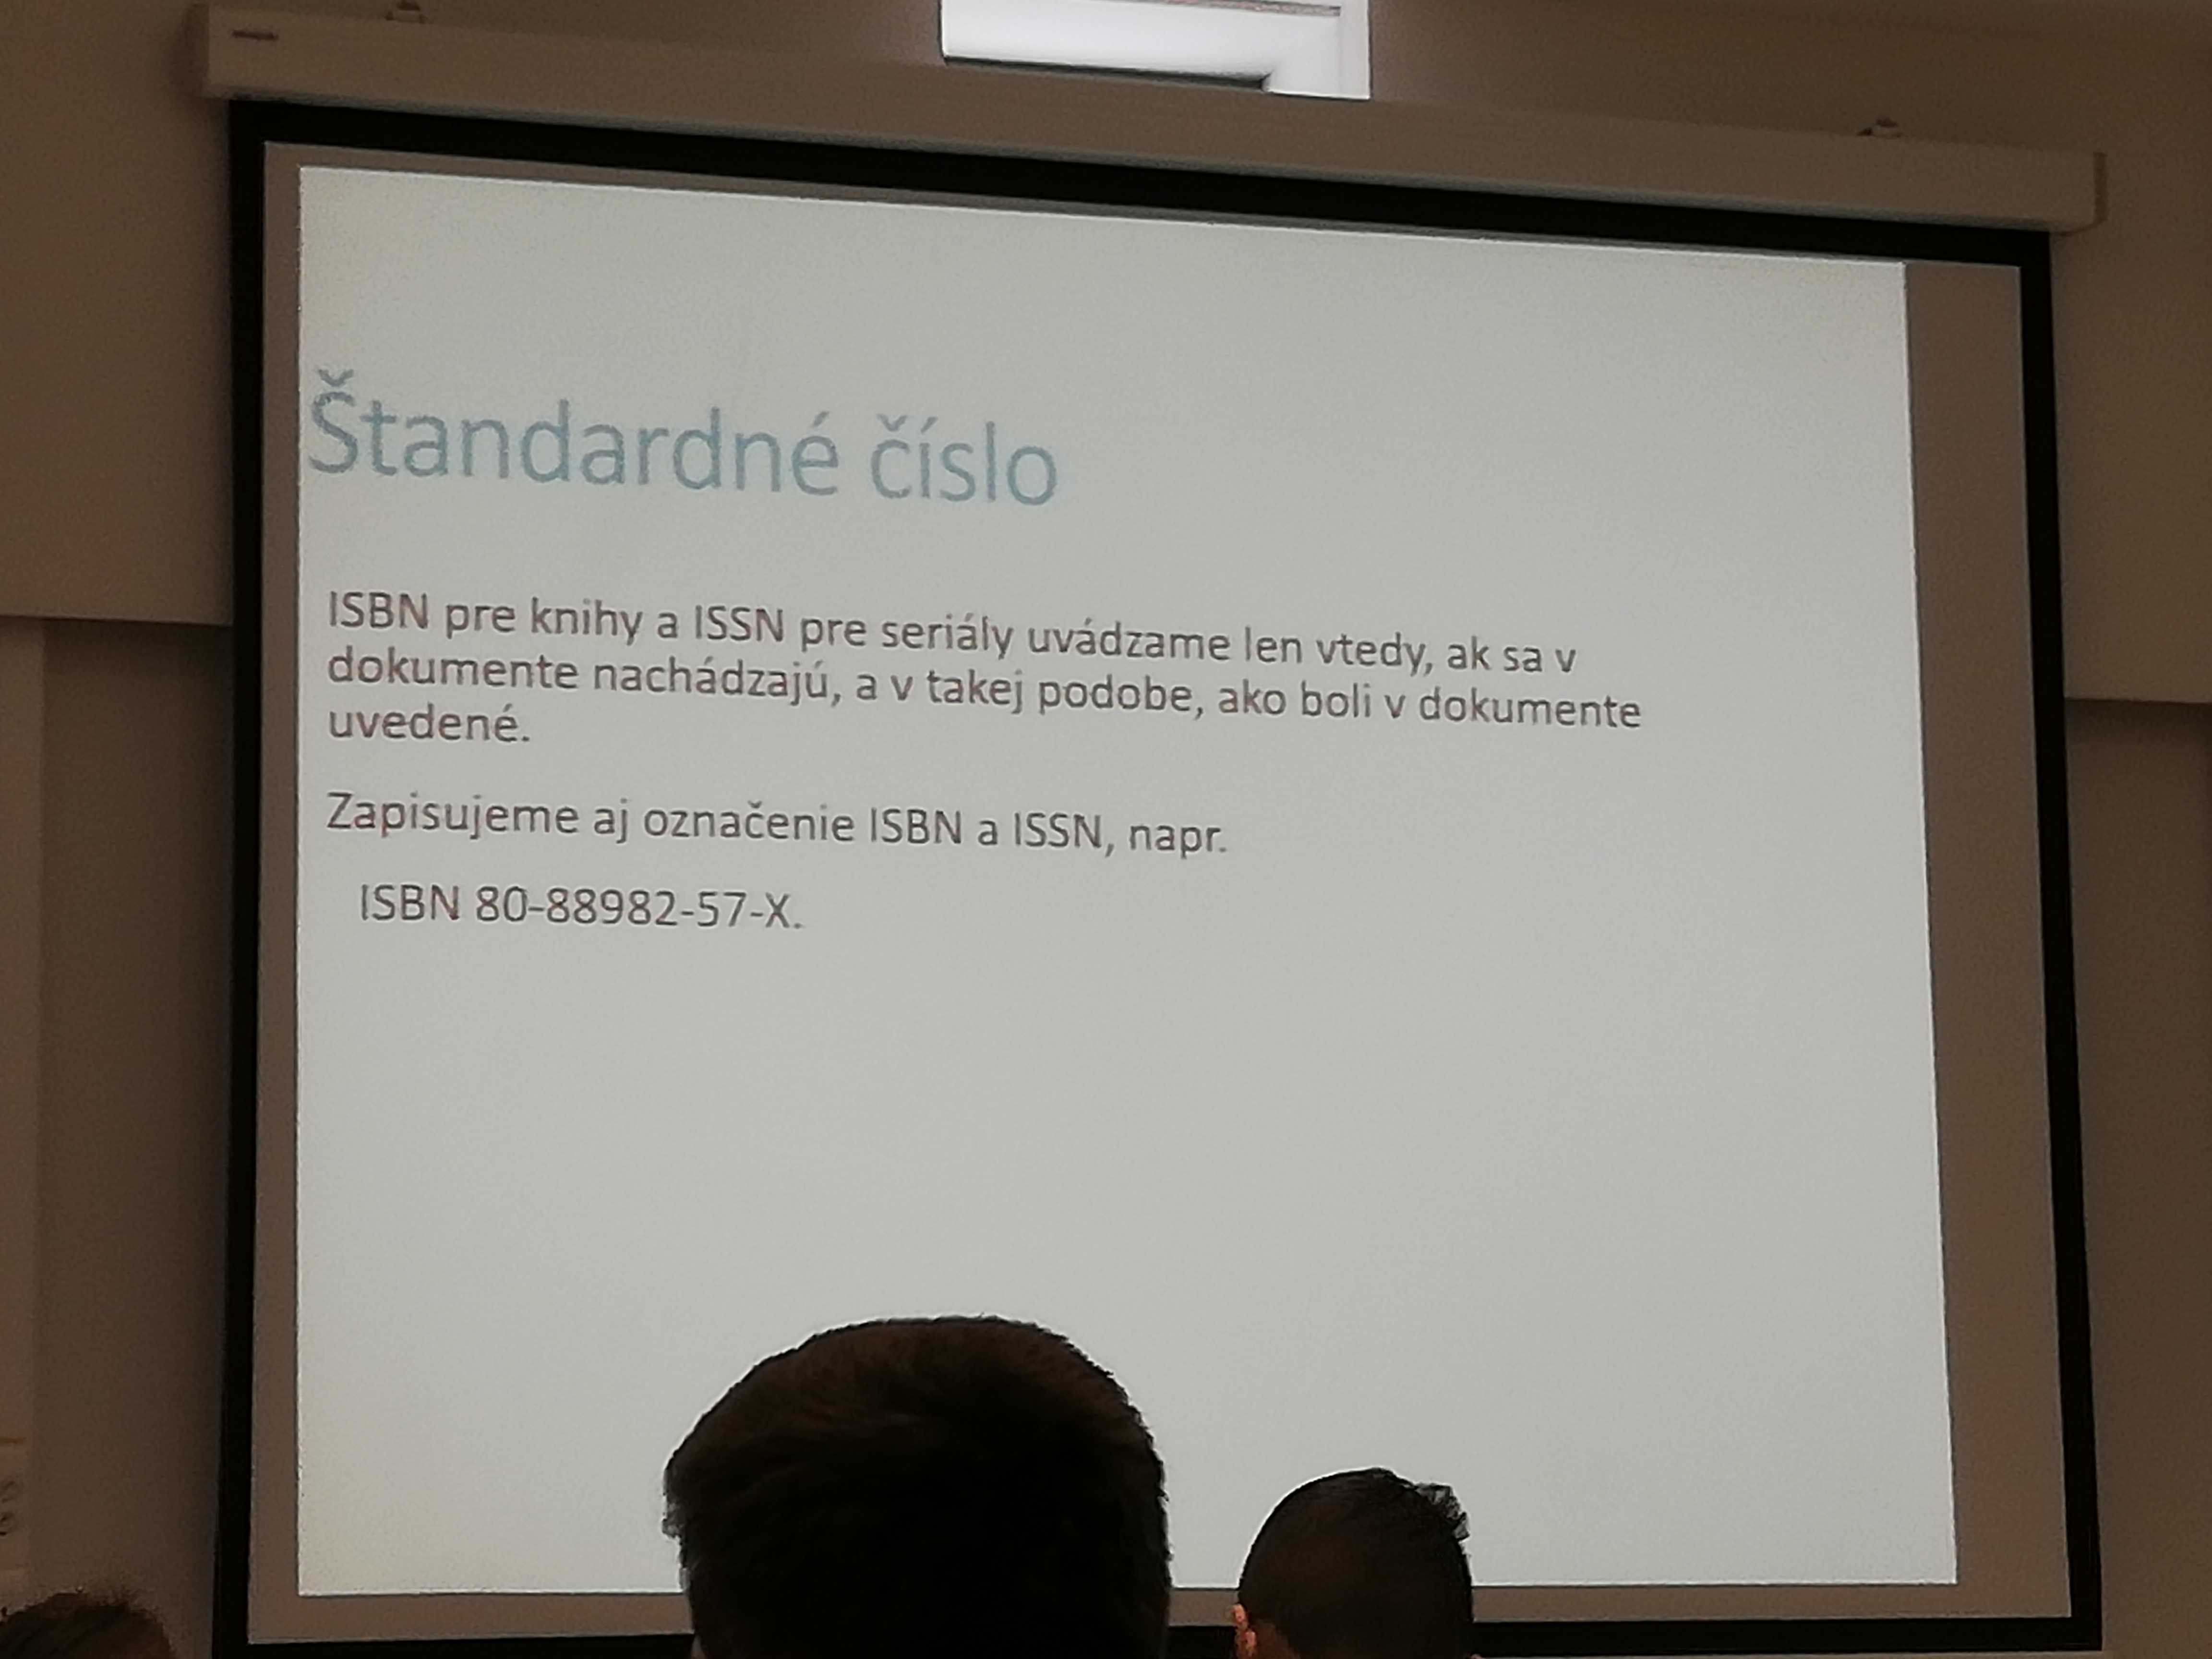 Štandardné číslo
ISBN pre knihy a ISSN pre seriály uvádzame len vtedy, ak sa v
dokumente nachádzajú, a v takej podobe, ako boli v dokumente
uvedené.
Zapisujeme aj označenie ISBN a ISSN, napr.
ISBN 80-88982-57-X.